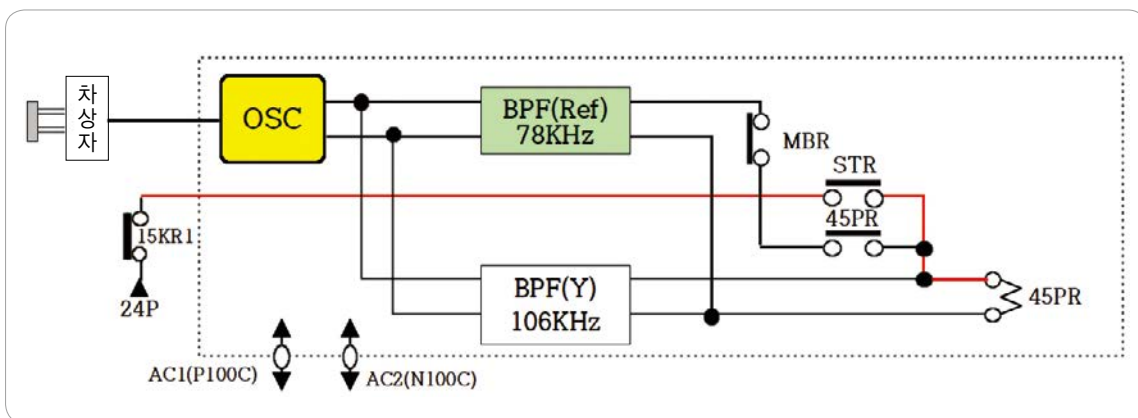 차
상
자
OSC
BPF(Ref)
78KHz
MBR
STR
45PR
15KR1
24P
BPF(Y)
106KHz
45PR
AC1(P100C)
AC2(N100C)